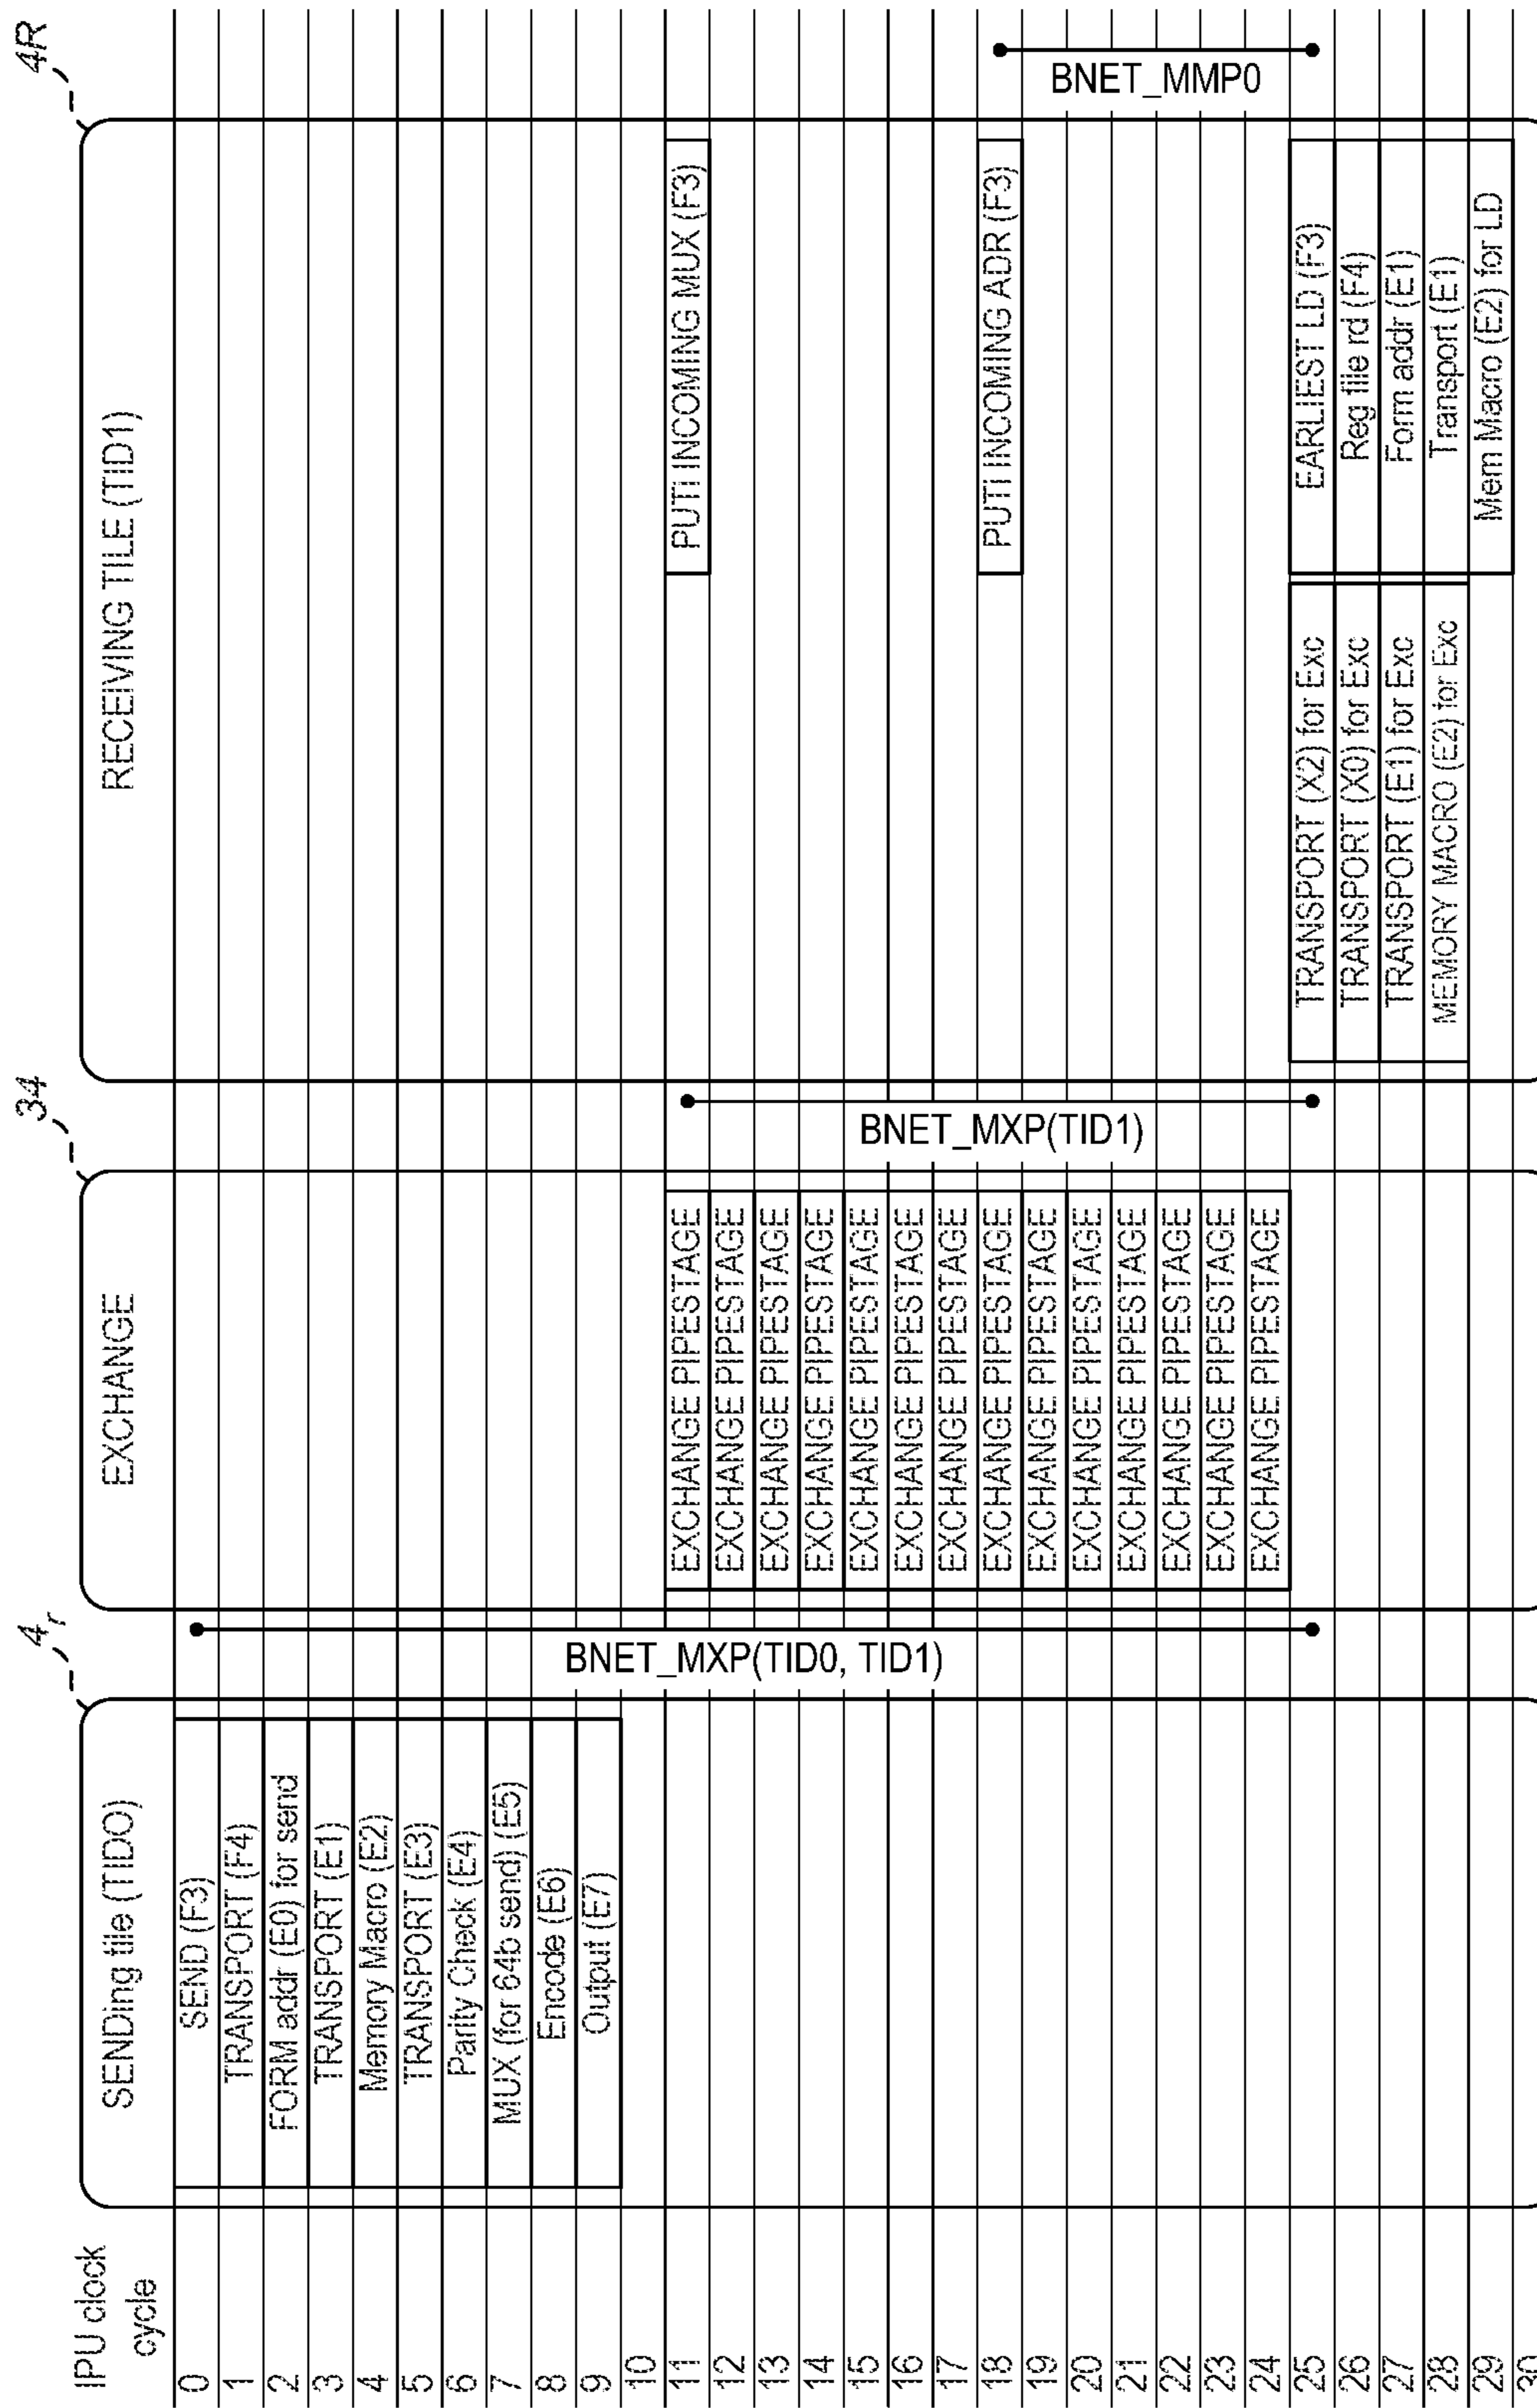 4r
34
4R
IPU clock
cycle
SENDing tile (TIDO)
EXCHANGE
RECEIVING TILE (TID1)
0
SEND (F3)
1
TRANSPORT (F4)
2
FORM addr (E0) for send
3
TRANSPORT (E1)
4
Memory Macro (E2)
5
TRANSPORT (E3)
6
Parity Check (E4)
7
MUX (for 64b send) (E5)
8
Encode (E6)
9
Output (E7)
10
BNET_MXP(TID0, TID1)
11
EXCHANGE PIPESTAGE
PUTI INCOMING MUX (F3)
12
EXCHANGE PIPESTAGE
13
EXCHANGE PIPESTAGE
14
EXCHANGE PIPESTAGE
15
EXCHANGE PIPESTAGE
16
EXCHANGE PIPESTAGE
17
EXCHANGE PIPESTAGE
18
EXCHANGE PIPESTAGE
PUTI INCOMING ADR (F3)
19
EXCHANGE PIPESTAGE
20
EXCHANGE PIPESTAGE
21
EXCHANGE PIPESTAGE
22
EXCHANGE PIPESTAGE
23
EXCHANGE PIPESTAGE
24
EXCHANGE PIPESTAGE
BNET_MXP(TID1)
BNET_MMP0
25
TRANSPORT (X2) for Exc
EARLIEST LD (F3)
26
TRANSPORT (X0) for Exc
Reg file rd (F4)
27
TRANSPORT (E1) for Exc
Form addr (E1)
28
MEMORY MACRO (E2) for Exc
Transport (E1)
29
Mem Macro (E2) for LD
30